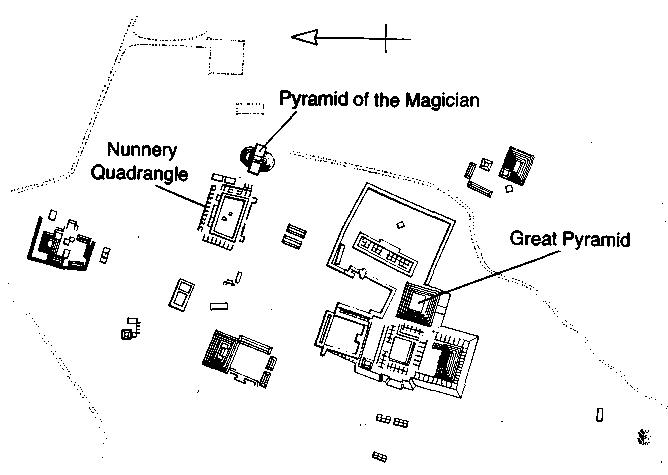 Pyramid of the Magician
Nunnery
Quadrangle
Great Pyramid